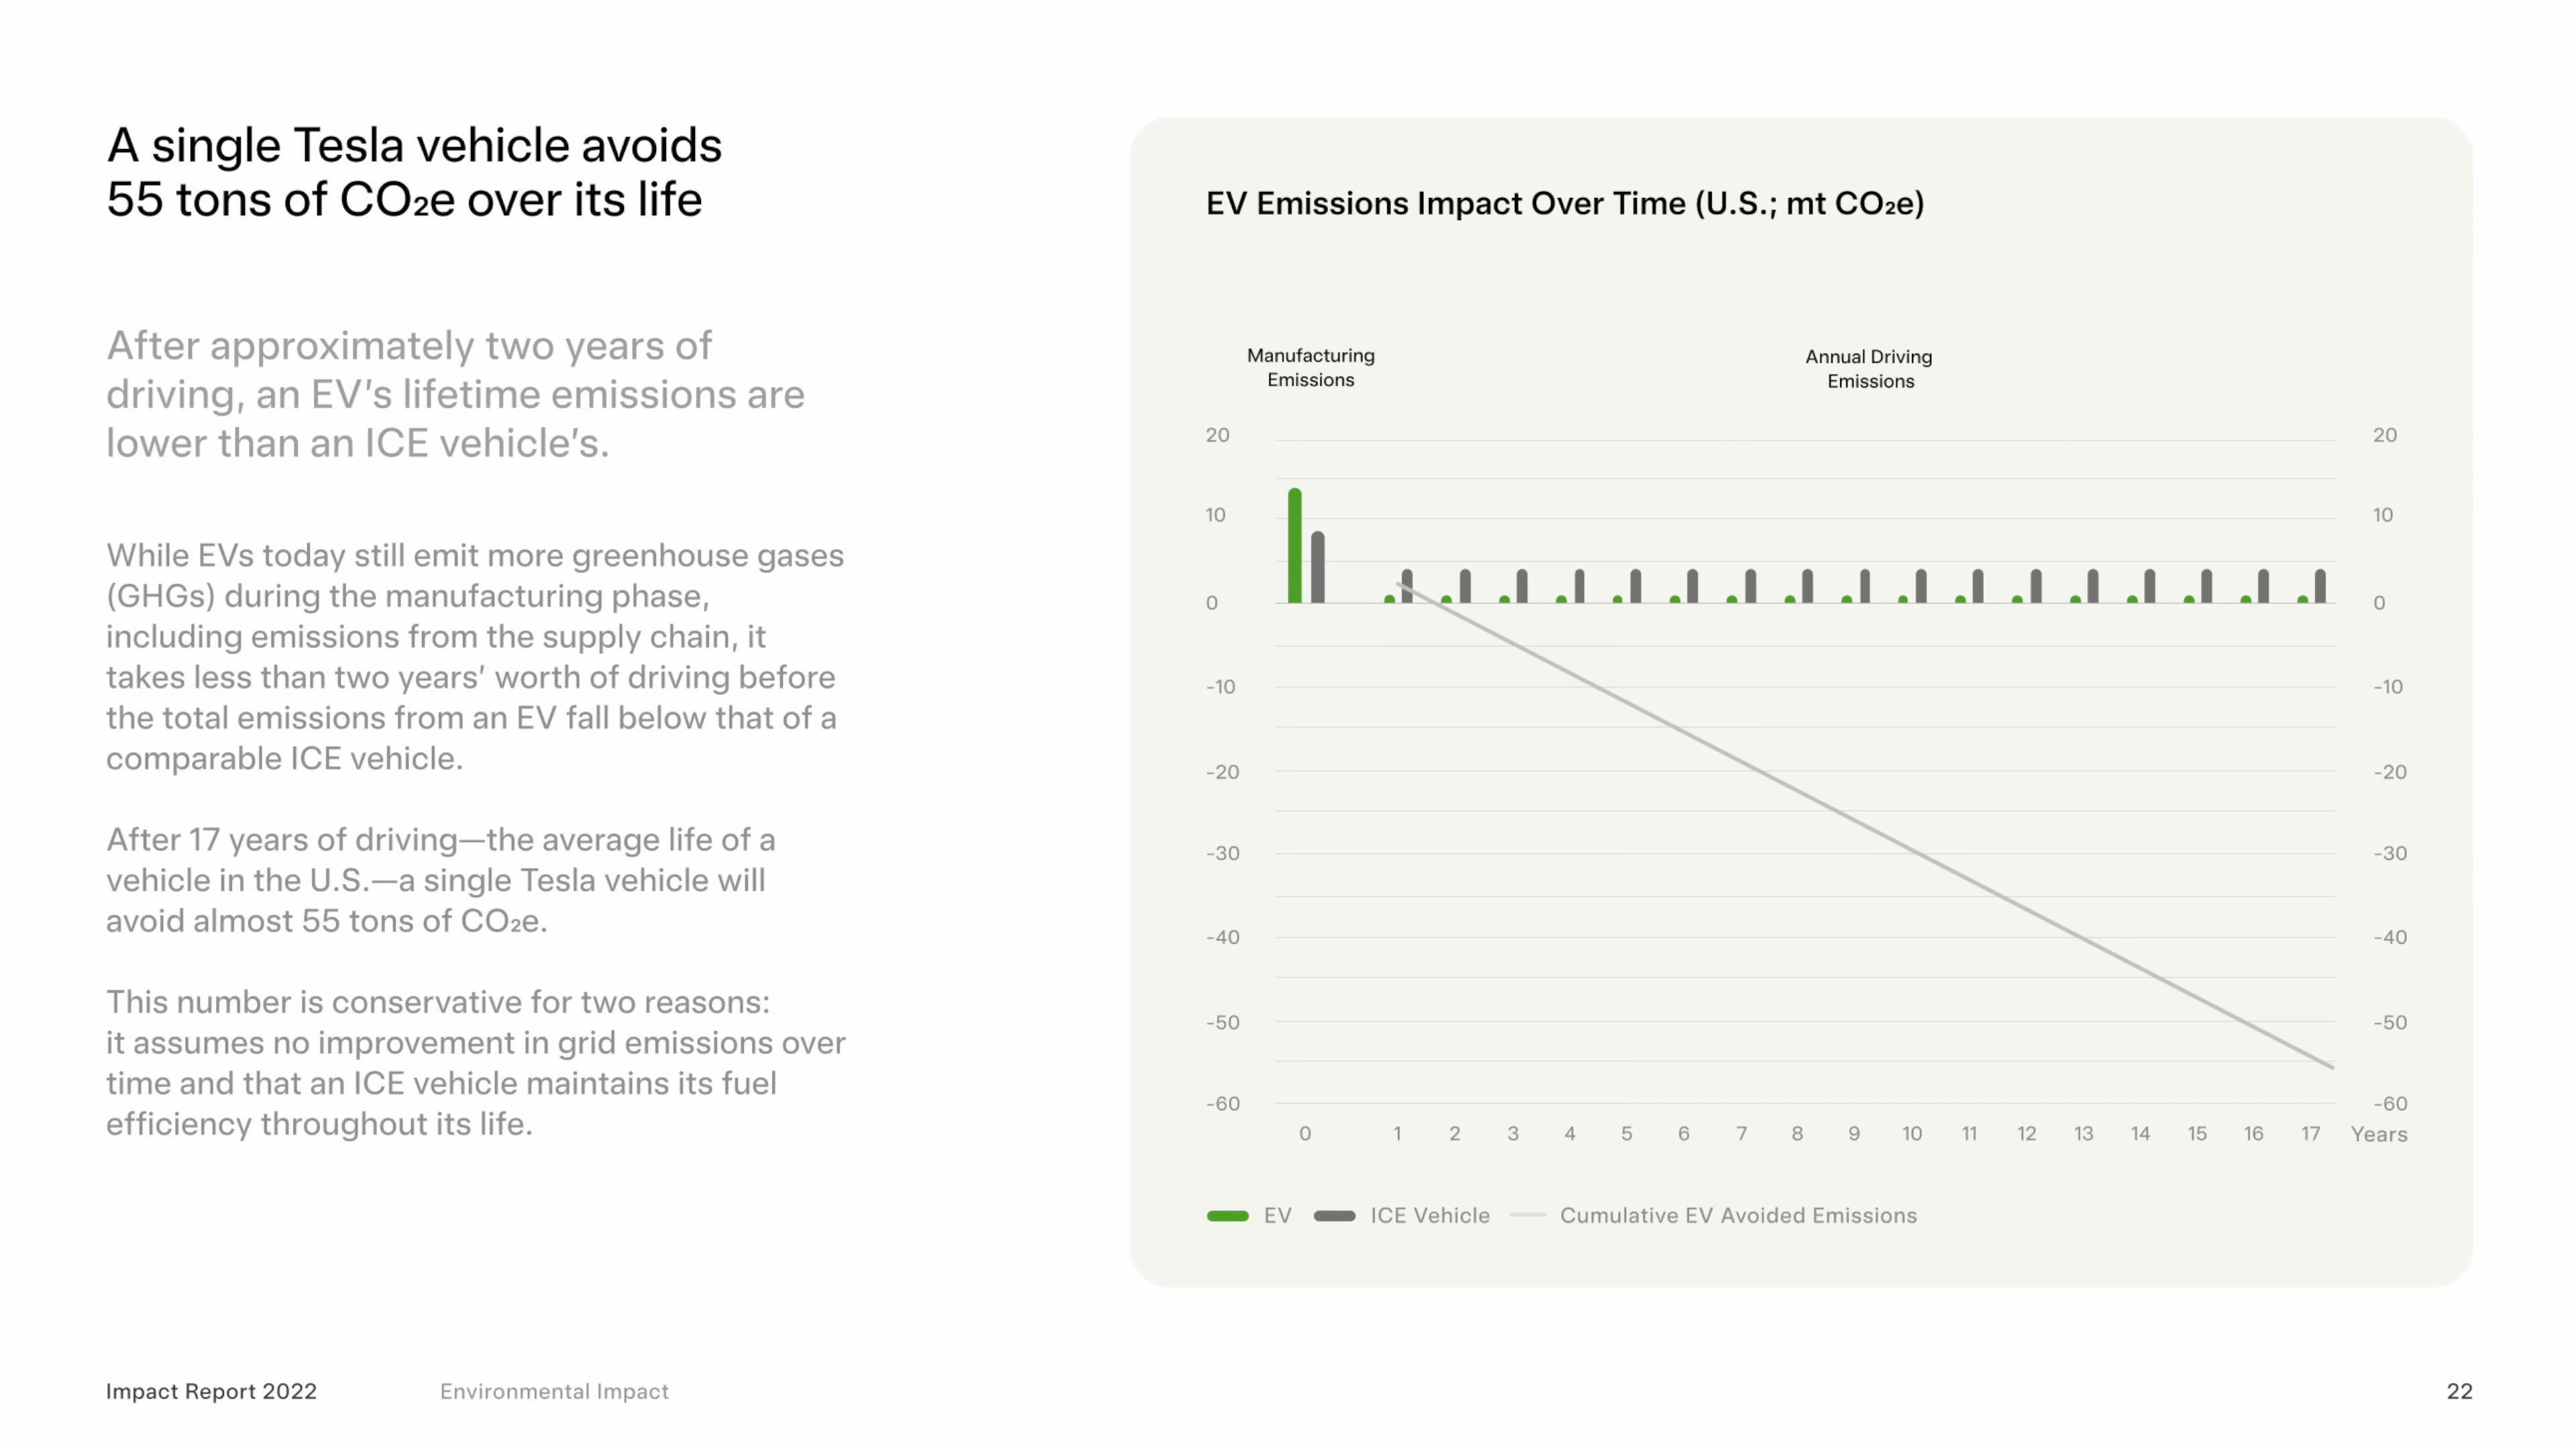 A single Tesla vehicle avoids
55 tons of CO₂e over its life
After approximately two years of
driving, an EV’s lifetime emissions are
lower than an ICE vehicle’s.
While EVs today still emit more greenhouse gases
(GHGs) during the manufacturing phase,
including emissions from the supply chain, it
takes less than two years’ worth of driving before
the total emissions from an EV fall below that of a
comparable ICE vehicle.
After 17 years of driving—the average life of a
vehicle in the U.S.—a single Tesla vehicle will
avoid almost 55 tons of CO₂e.
This number is conservative for two reasons:
it assumes no improvement in grid emissions over
time and that an ICE vehicle maintains its fuel
efficiency throughout its life.
EV Emissions Impact Over Time (U.S.; mt CO₂e)
Manufacturing
Emissions
Annual Driving
Emissions
20 20
10 10
0 0
-10 -10
-20 -20
-30 -30
-40 -40
-50 -50
-60 -60
0 1 2 3 4 5 6 7 8 9 10 11 12 13 14 15 16 17 Years
EV ICE Vehicle Cumulative EV Avoided Emissions
Impact Report 2022 Environmental Impact 22